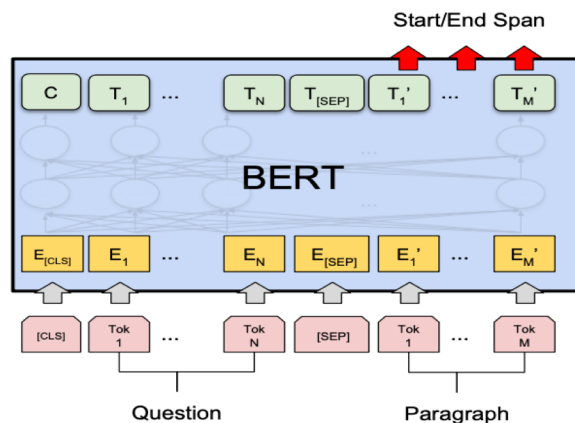 Start/End Span
C T1 ... TN T[SEP] T1' ... TM'
...
BERT
...
E[CLS] E1 ... EN E[SEP] E1' ... EM'
[CLS] Tok 1 ... Tok N [SEP] Tok 1 ... Tok M
Question Paragraph